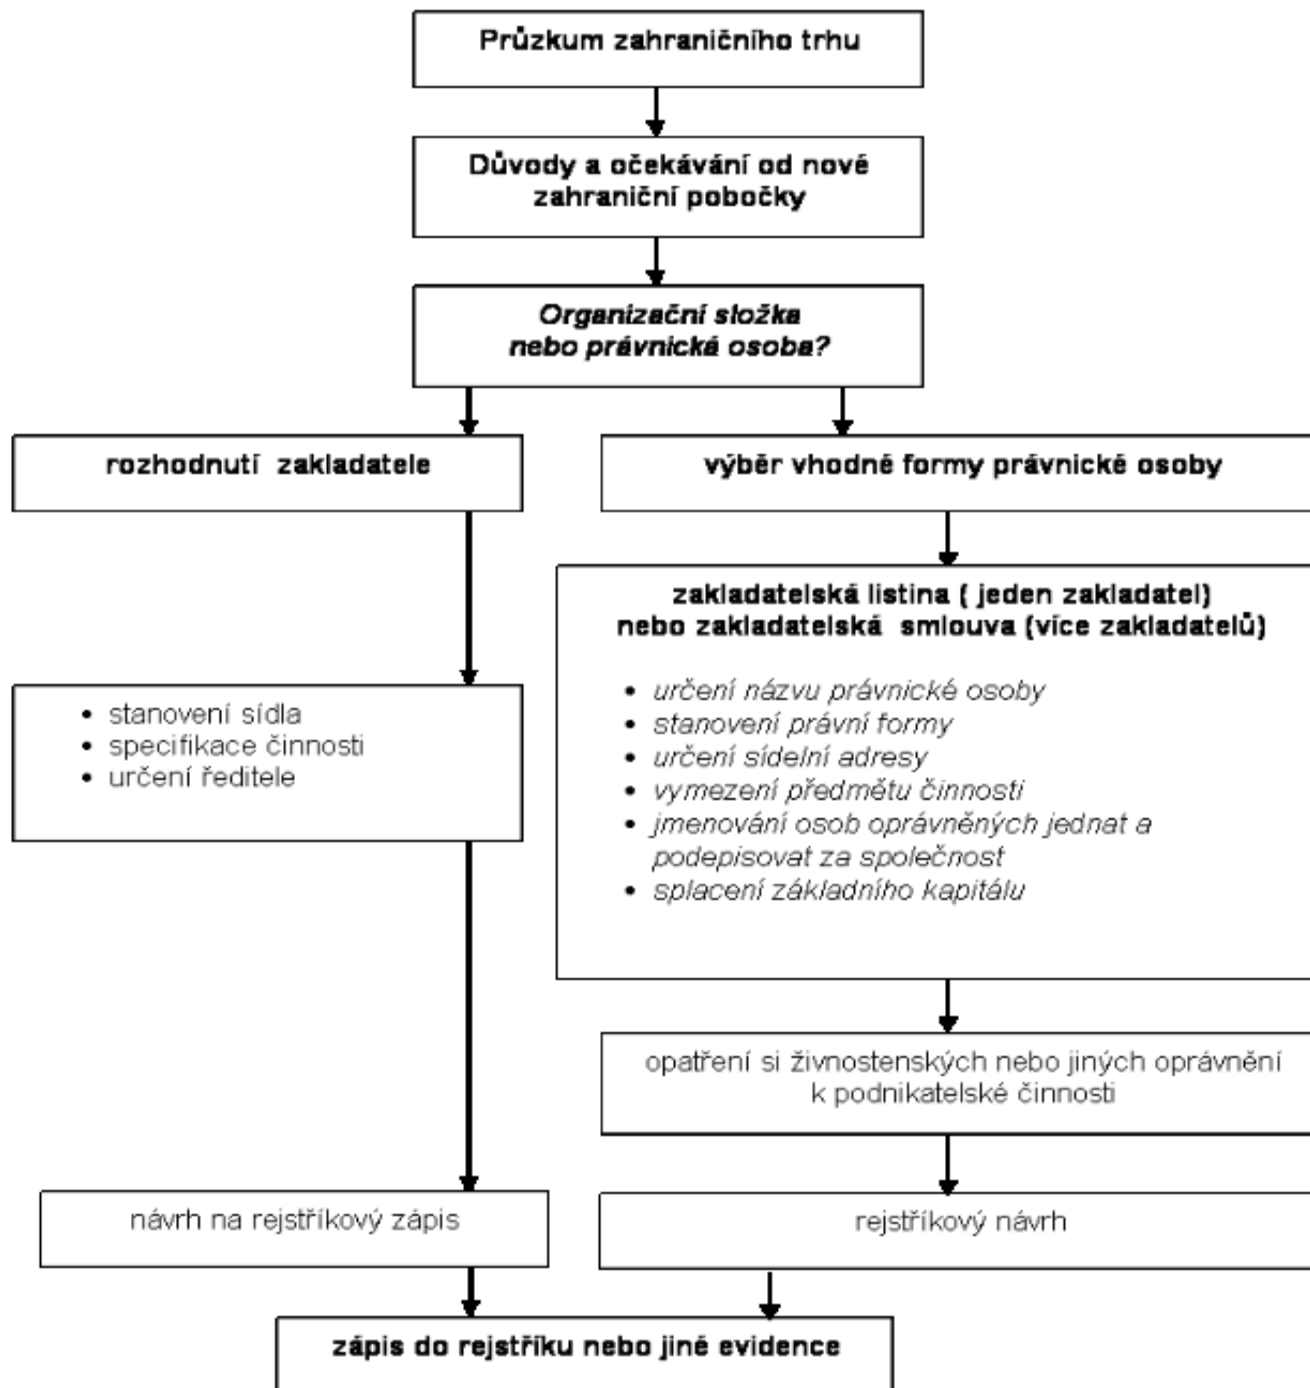 Průzkum zahraničního trhu
Důvody a očekávání od nové
zahraniční pobočky
Organizační složka
nebo právnická osoba?
rozhodnutí zakladatele
výběr vhodné formy právnické osoby
zakladatelská listina ( jeden zakladatel)
nebo zakladatelská smlouva (více zakladatelů)
• určení názvu právnické osoby
• stanovení právní formy
• určení sídelní adresy
• vymezení předmětu činnosti
• jmenování osob oprávněných jednat a
podepisovat za společnost
• splacení základního kapitálu
• stanovení sídla
• specifikace činnosti
• určení ředitele
opatření si živnostenských nebo jiných oprávnění
k podnikatelské činnosti
návrh na rejstříkový zápis
rejstříkový návrh
zápis do rejstříku nebo jiné evidence